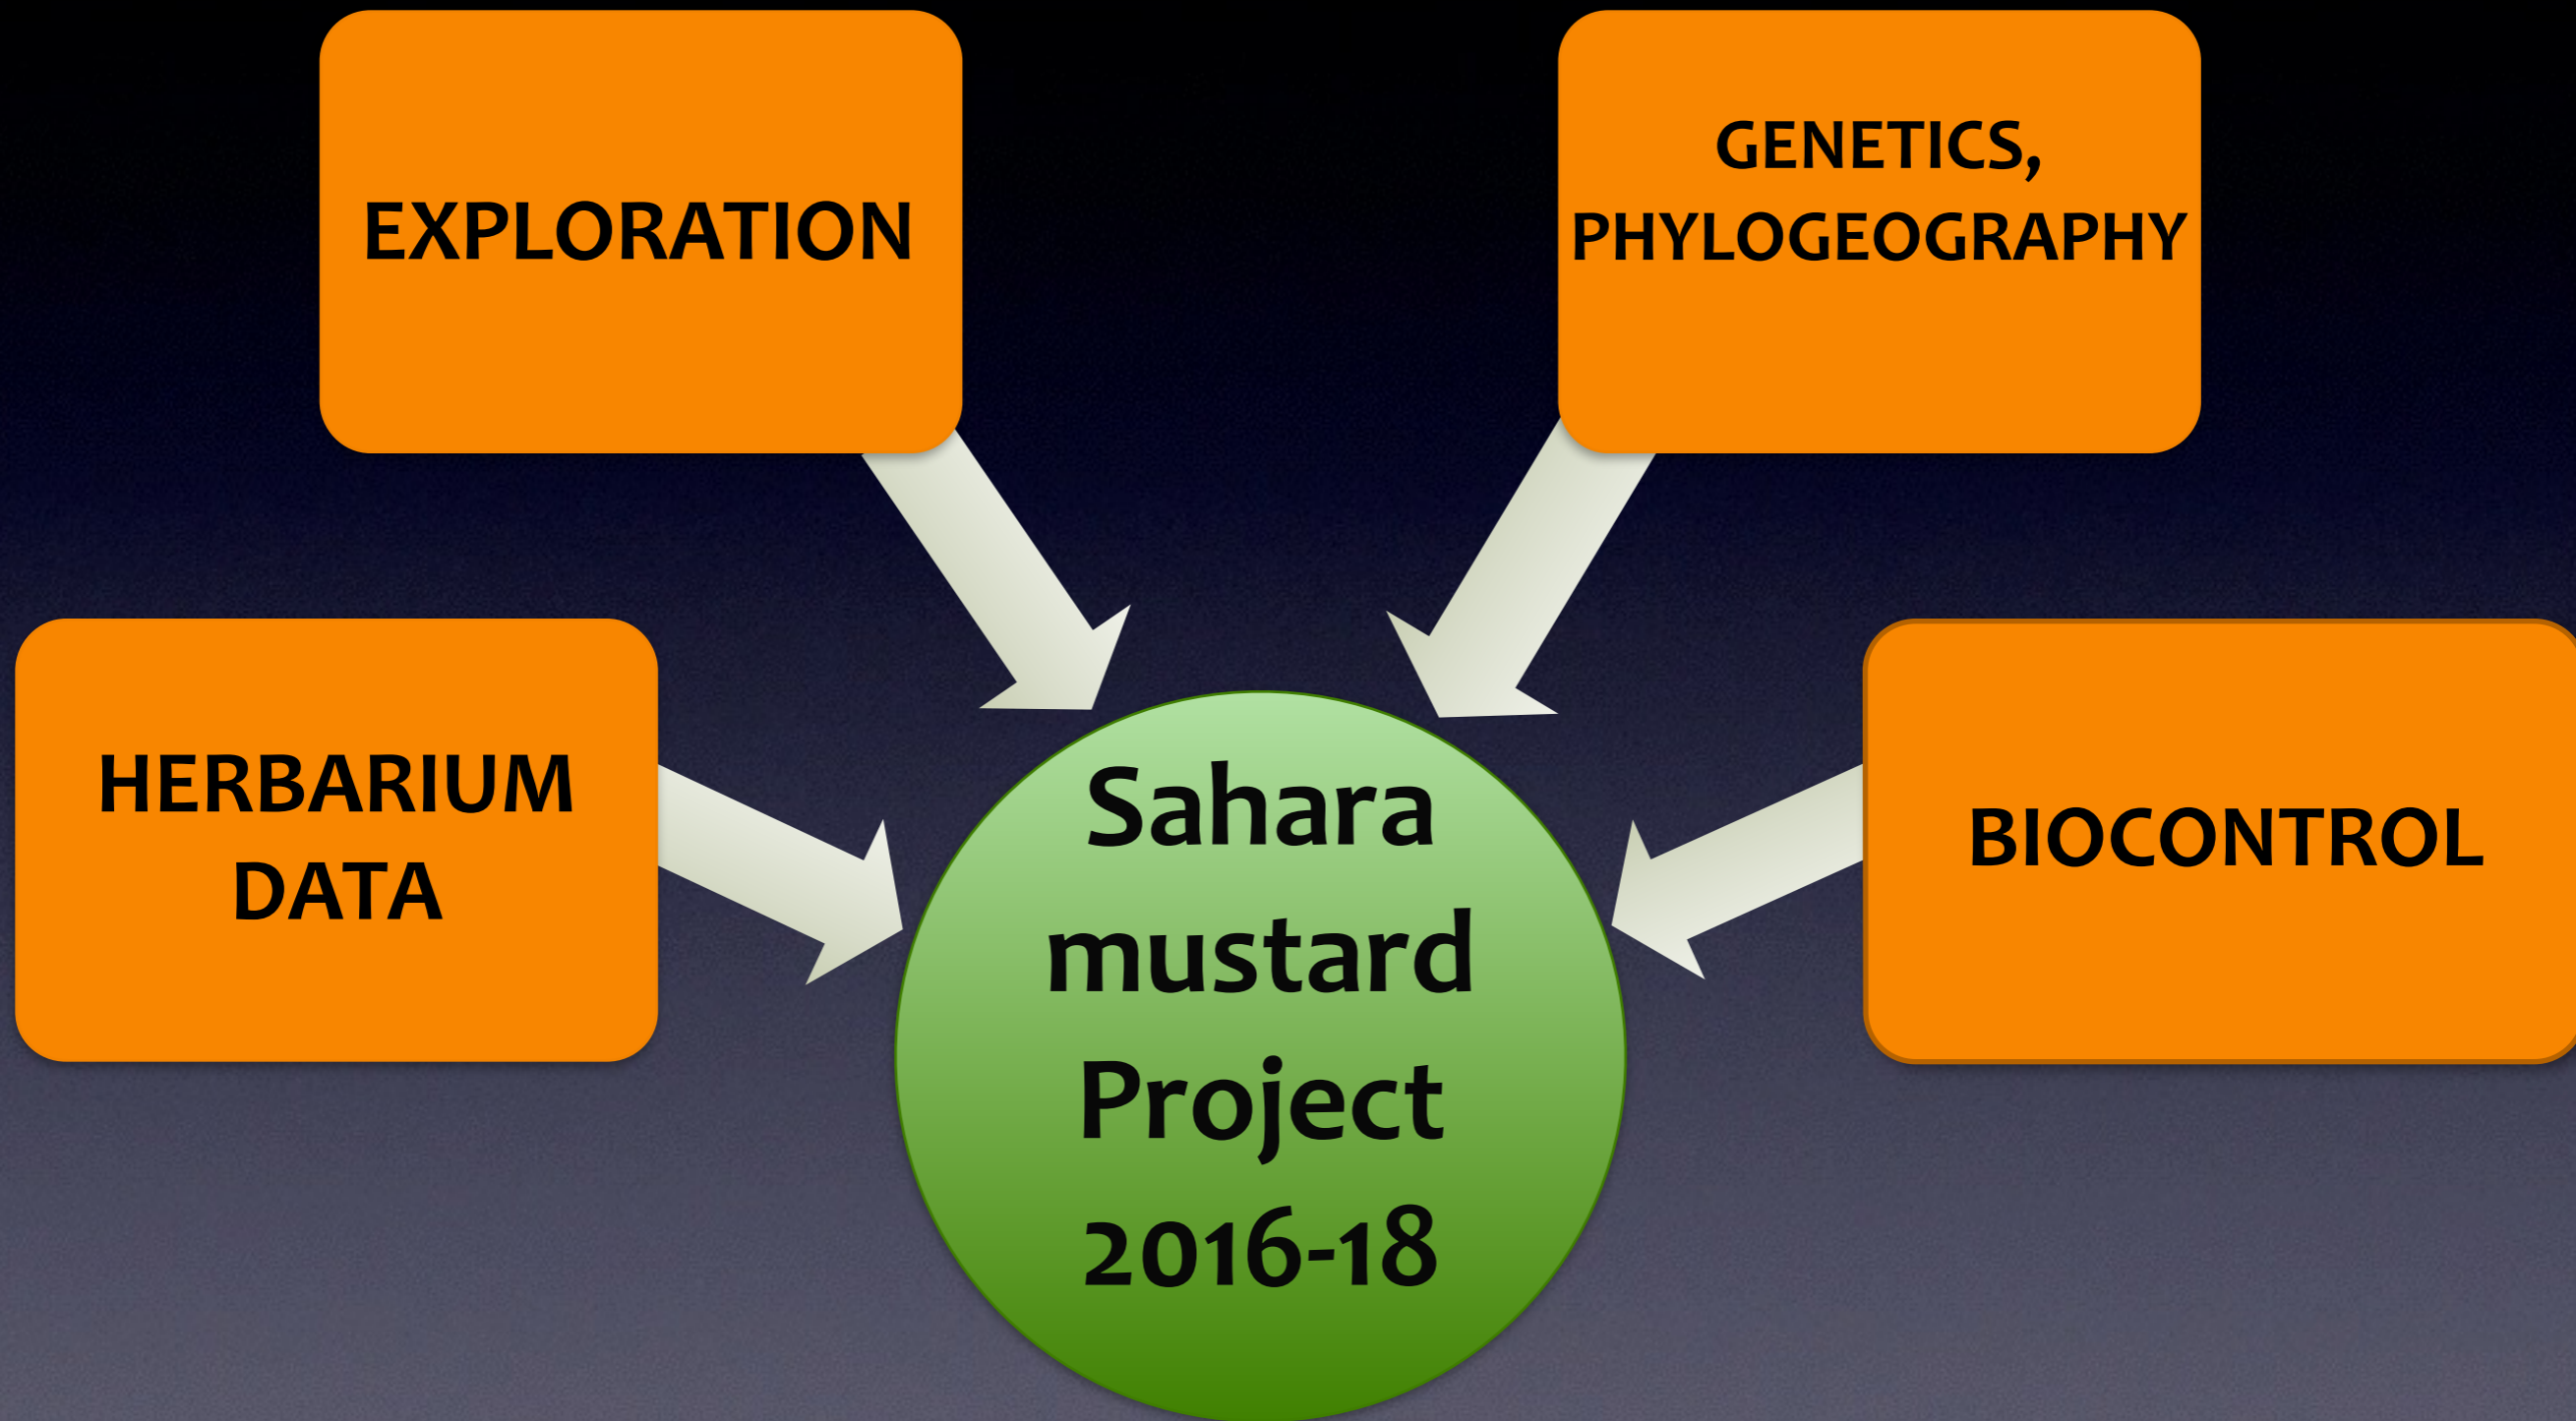 EXPLORATION
GENETICS,
PHYLOGEOGRAPHY
HERBARIUM
DATA
BIOCONTROL
Sahara
mustard
Project
2016-18